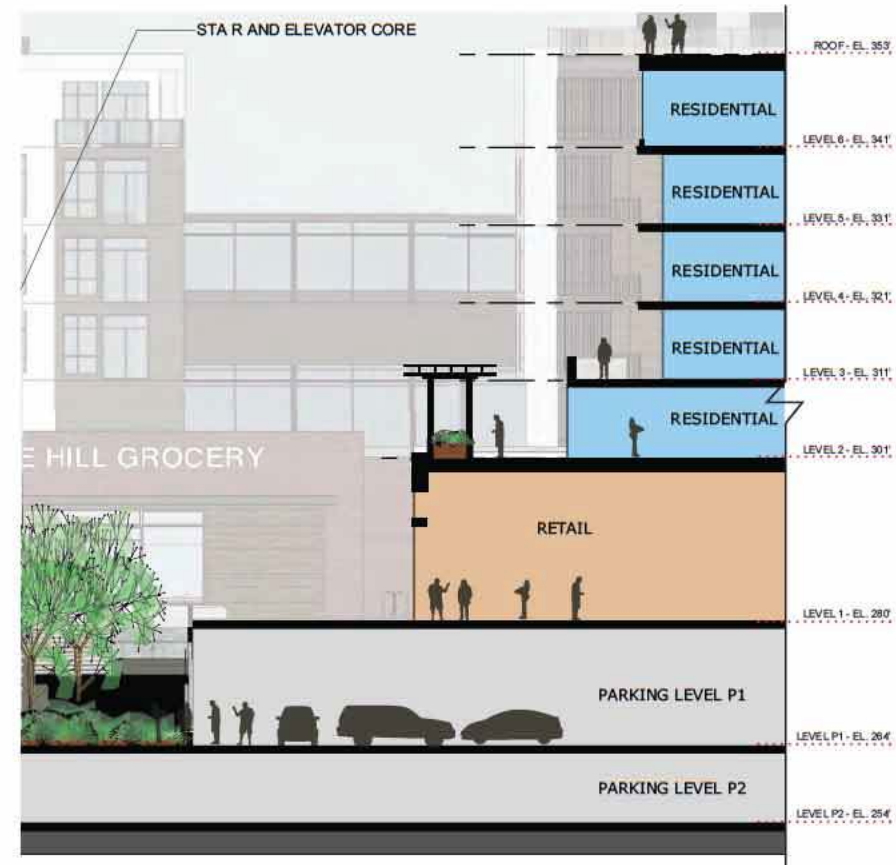 STA R AND ELEVATOR CORE
ROOF - EL. 353'
RESIDENTIAL
LEVEL 6 - EL. 341'
RESIDENTIAL
LEVEL 5 - EL. 331'
RESIDENTIAL
LEVEL 4 - EL. 321'
RESIDENTIAL
LEVEL 3 - EL. 311'
RESIDENTIAL
LEVEL 2 - EL. 301'
E HILL GROCERY
RETAIL
LEVEL 1 - EL. 280'
PARKING LEVEL P1
LEVEL P1 - EL. 264'
PARKING LEVEL P2
LEVEL P2 - EL. 254'